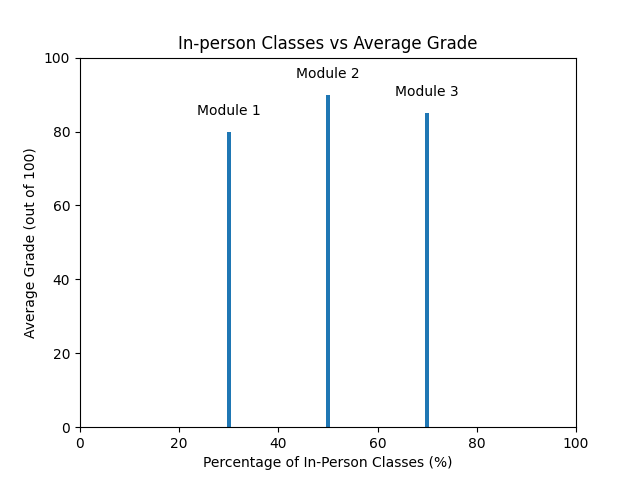 In-person Classes vs Average Grade
100
80
60
40
20
0
Average Grade (out of 100)
Module 1
Module 2
Module 3
0 20 40 60 80 100
Percentage of In-Person Classes (%)